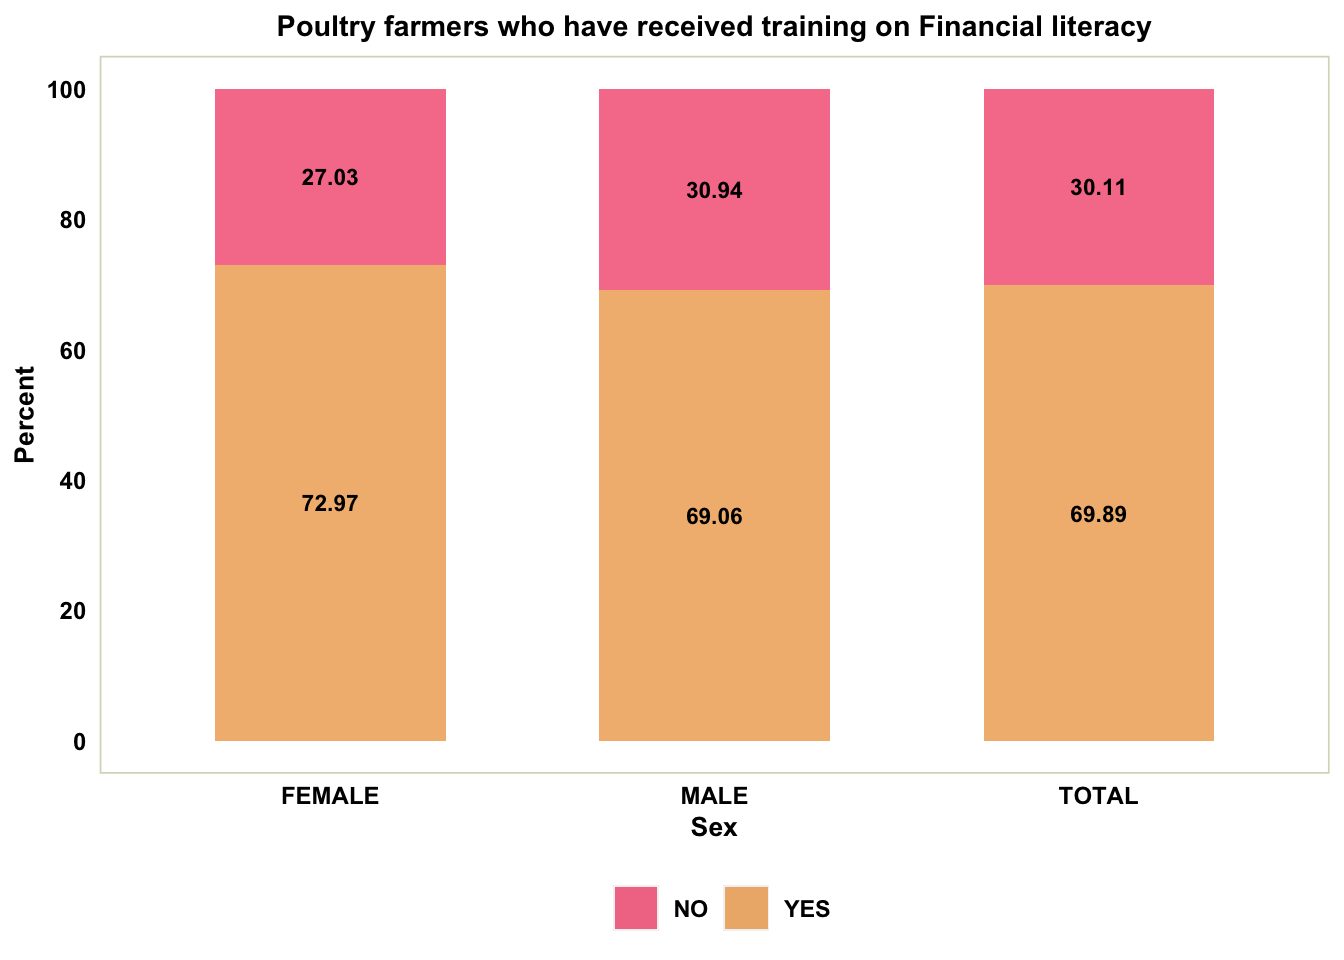 Poultry farmers who have received training on Financial literacy
100
80
60
40
20
0
Percent
27.03
30.94
30.11
72.97
69.06
69.89
FEMALE
MALE
TOTAL
Sex
NO
YES